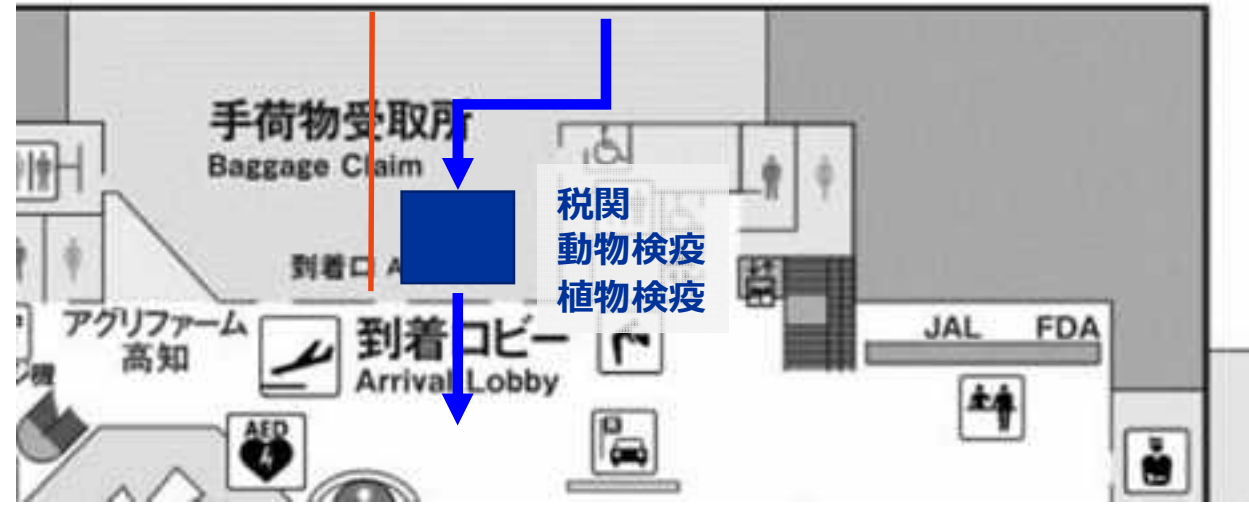 手荷物受取所
Baggage Claim
税関
動物検疫
植物検疫
到着口 A
アグリファーム
高知
到着ロビー
Arrival Lobby
JAL
FDA
AED
機